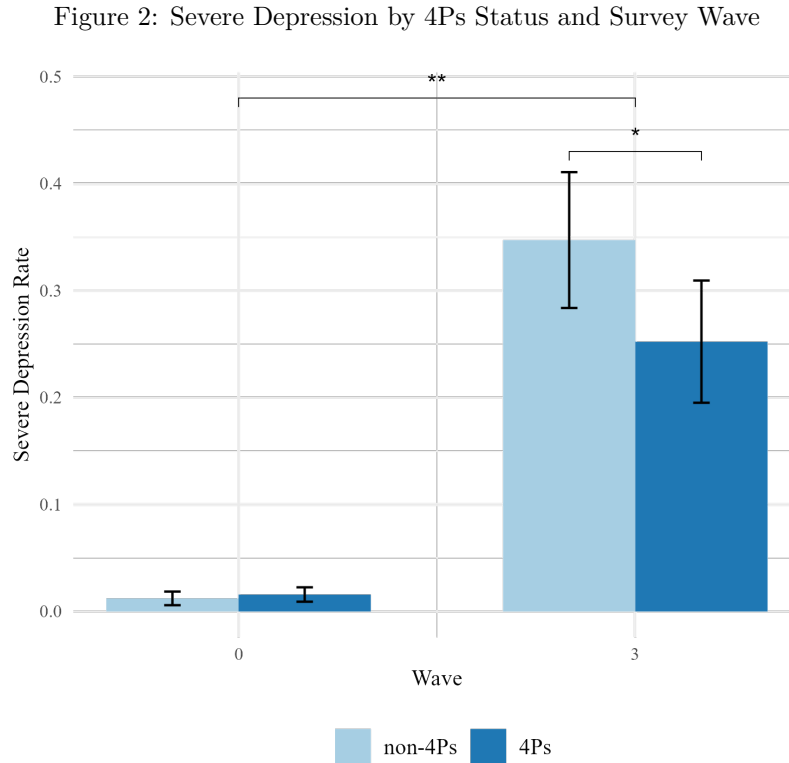 Figure 2: Severe Depression by 4Ps Status and Survey Wave
0.5
**
*
0.4
0.3
0.2
0.1
0.0
Severe Depression Rate
0
3
Wave
non-4Ps
4Ps